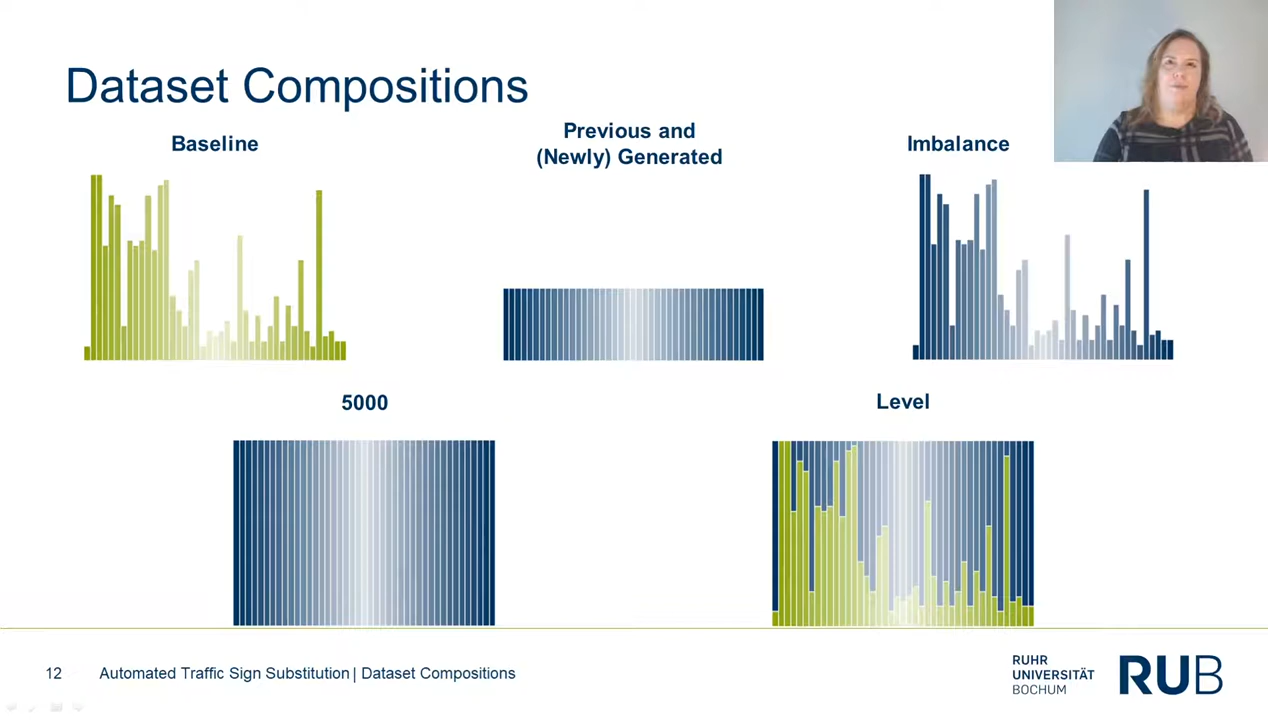 Dataset Compositions
Baseline
Previous and
(Newly) Generated
Imbalance
5000
Level
12
Automated Traffic Sign Substitution | Dataset Compositions
RUHR
UNIVERSITÄT
BOCHUM
RUB